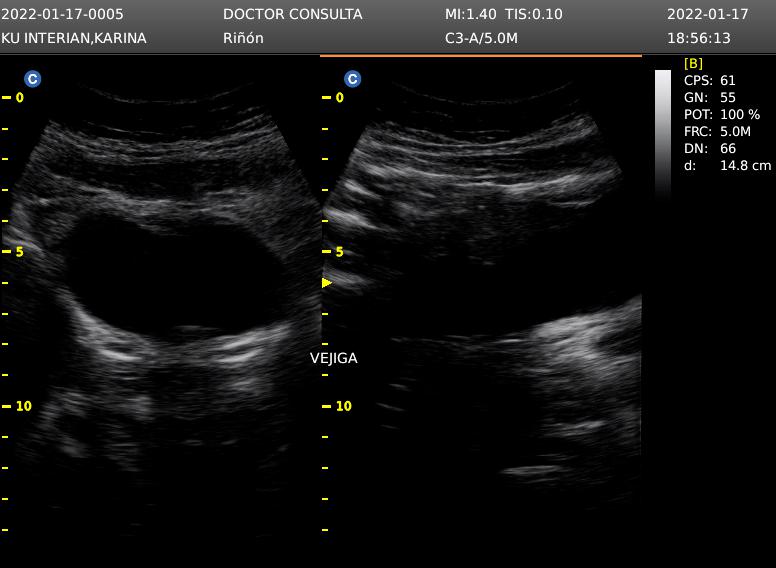 2022-01-17-0005 DOCTOR CONSULTA MI:1.40 TIS:0.10 2022-01-17
KU INTERIAN,KARINA Riñón C3-A/5.0M 18:56:13
C C [B]
0 0 CPS: 61
GN: 55
POT: 100 %
FRC: 5.0M
DN: 66
d: 14.8 cm
5 5
VEJIGA
10 10